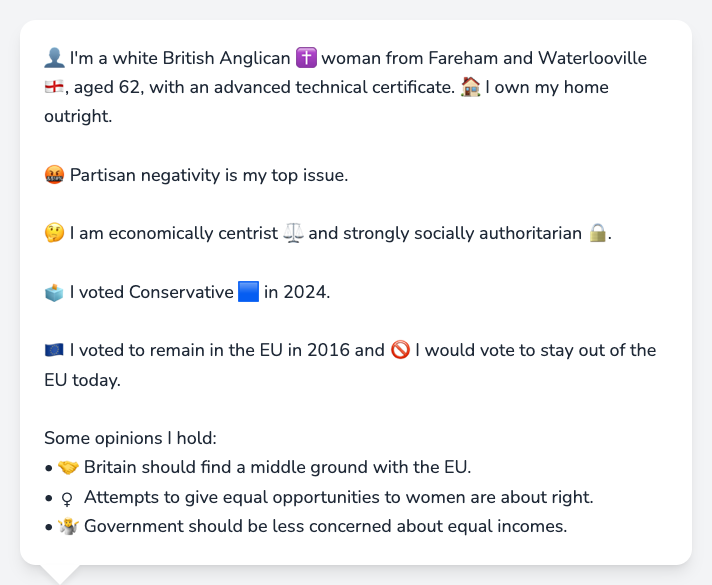 👤 I'm a white British Anglican ✝️ woman from Fareham and Waterlooville
🏴󠁧󠁢󠁥󠁮󠁧󠁿, aged 62, with an advanced technical certificate. 🏠 I own my home
outright.
🤬 Partisan negativity is my top issue.
🤔 I am economically centrist ⚖️ and strongly socially authoritarian 🔒.
🗳️ I voted Conservative 🟦 in 2024.
🇪🇺 I voted to remain in the EU in 2016 and 🚫 I would vote to stay out of the
EU today.
Some opinions I hold:
• 🤝 Britain should find a middle ground with the EU.
• ♀ Attempts to give equal opportunities to women are about right.
• 🤷 Government should be less concerned about equal incomes.